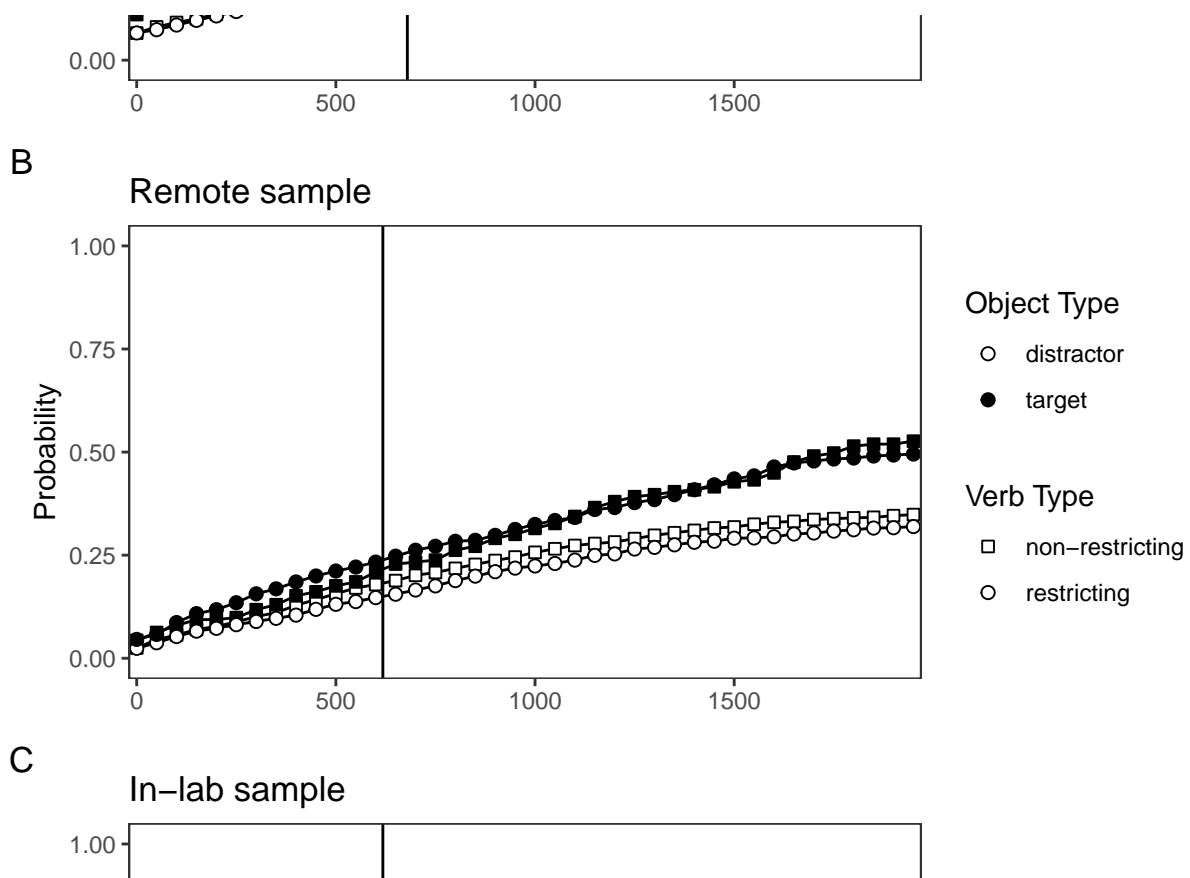 0.00
0 500 1000 1500
B
Remote sample
1.00
0.75
0.50
0.25
0.00
Probability
0 500 1000 1500
Object Type
distractor
target
Verb Type
non−restricting
restricting
C
In−lab sample
1.00